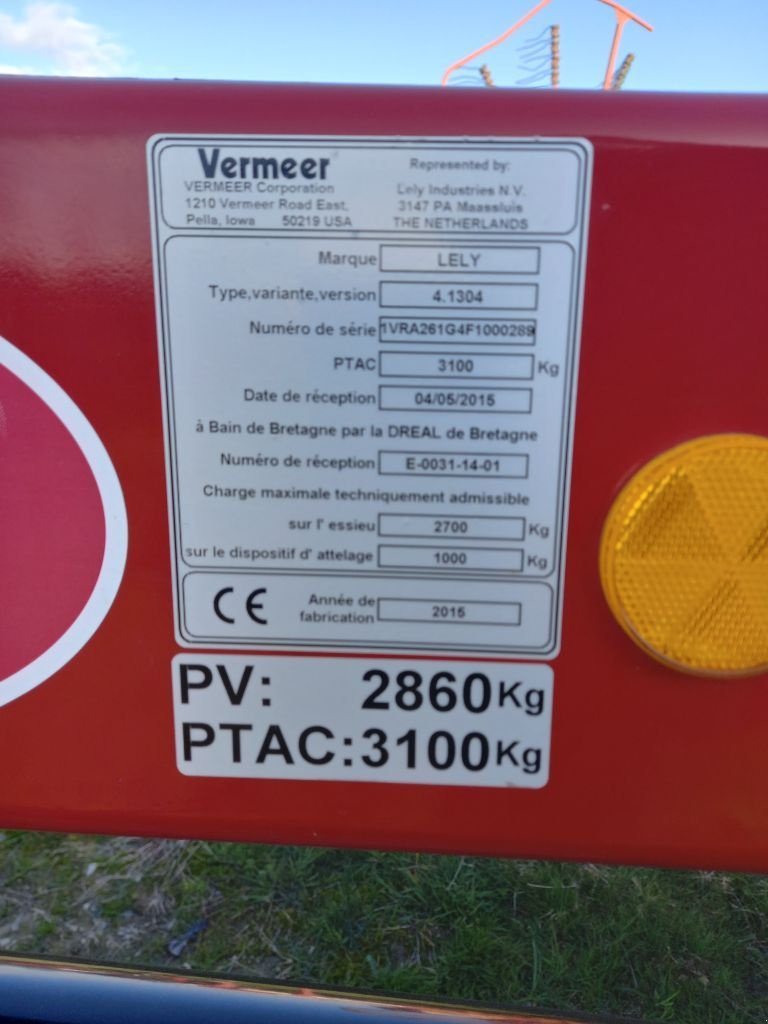 Vermeer
VERMEER Corporation
1210 Vermeer Road East,
Pella, Iowa 50219 USA
Represented by:
Lely Industries N.V.
3147 PA Maassluis
THE NETHERLANDS
Marque LELY
Type,variante,version 4.1304
Numéro de série 1VRA261G4F1000289
PTAC 3100 Kg
Date de réception 04/05/2015
à Bain de Bretagne par la DREAL de Bretagne
Numéro de réception E-0031-14-01
Charge maximale techniquement admissible
sur l' essieu 2700 Kg
sur le dispositif d' attelage 1000 Kg
CE
Année de
fabrication 2015
PV: 2860Kg
PTAC:3100Kg